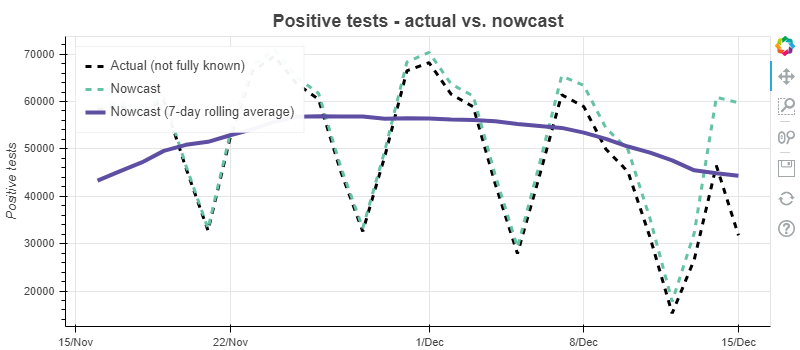 Positive tests - actual vs. nowcast
Actual (not fully known)
Nowcast
Nowcast (7-day rolling average)
70000
60000
50000
40000
30000
20000
Positive tests
15/Nov
22/Nov
1/Dec
8/Dec
15/Dec